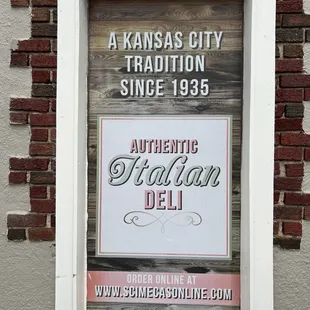 A KANSAS CITY
TRADITION
SINCE 1935
AUTHENTIC
Italian
DELI
ORDER ONLINE AT
WWW.SCIMECASONLINE.COM